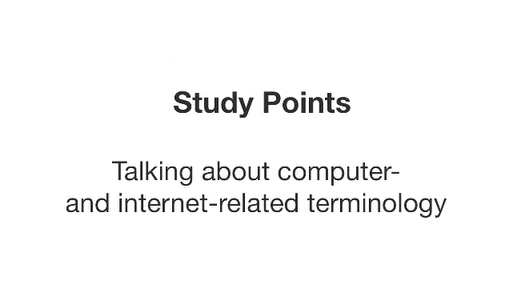 Study Points
Talking about computer-
and internet-related terminology